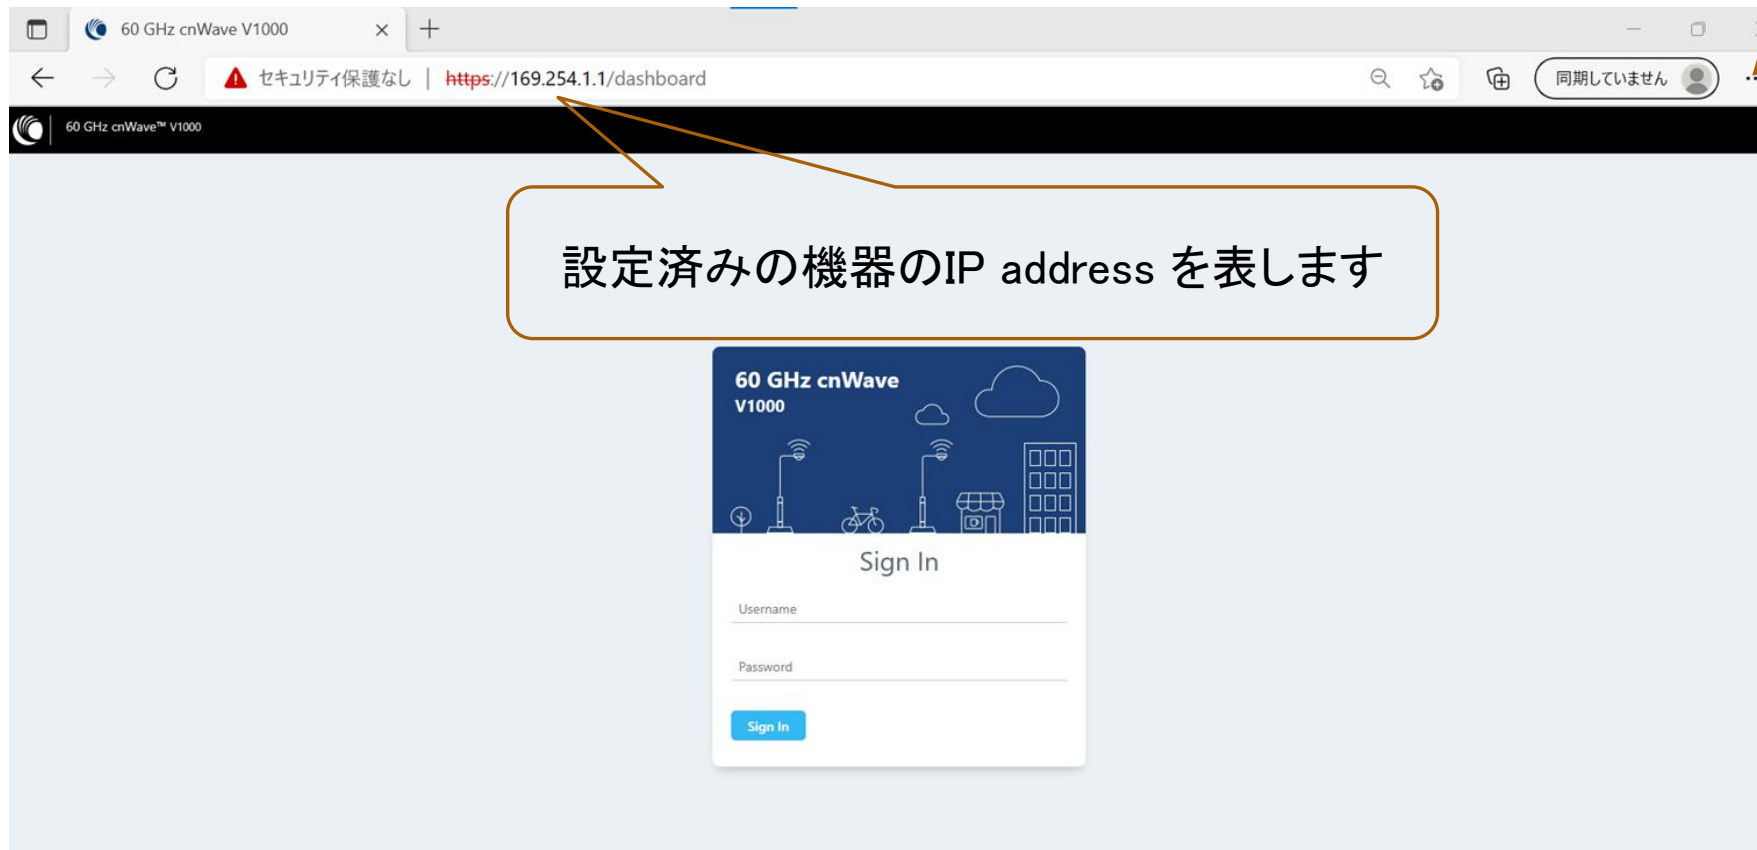 60 GHz cnWave V1000
セキュリティ保護なし | https://169.254.1.1/dashboard
同期していません
60 GHz cnWave™ V1000
設定済みの機器のIP address を表します
60 GHz cnWave
V1000
Sign In
Username
Password
Sign In